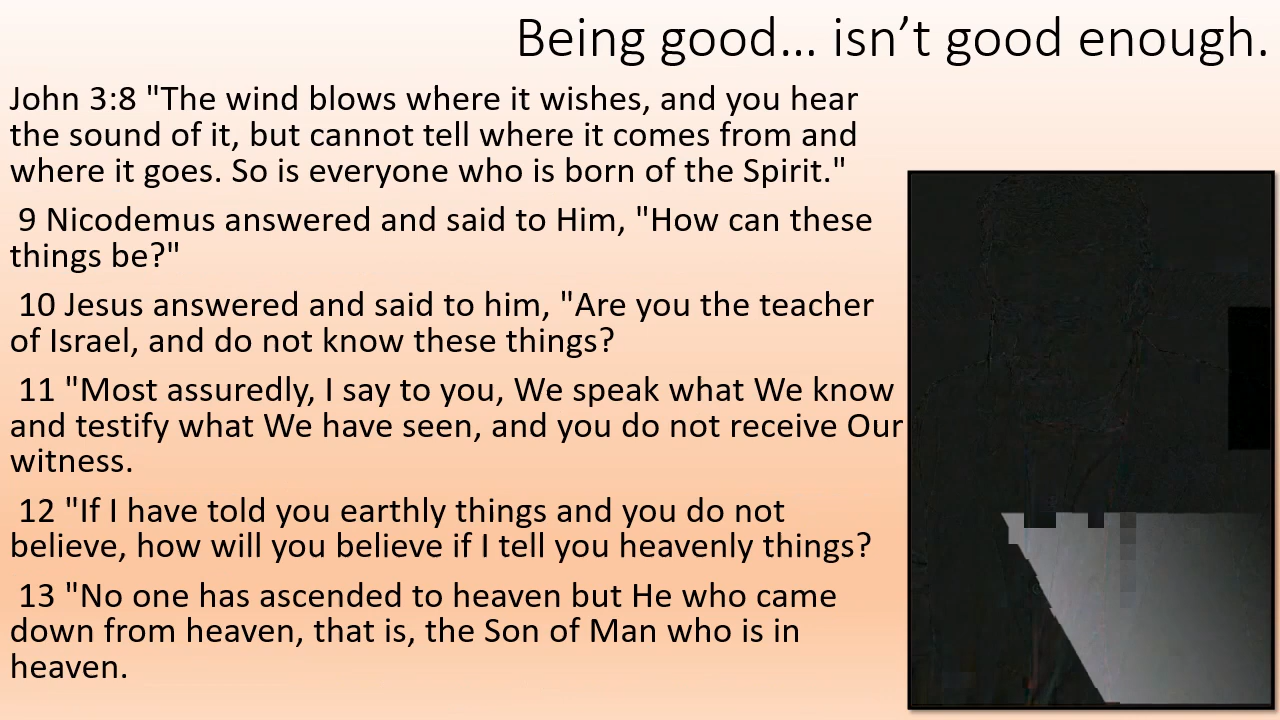 Being good... isn’t good enough.
John 3:8 "The wind blows where it wishes, and you hear
the sound of it, but cannot tell where it comes from and
where it goes. So is everyone who is born of the Spirit."
9 Nicodemus answered and said to Him, "How can these
things be?"
10 Jesus answered and said to him, "Are you the teacher
of Israel, and do not know these things?
11 "Most assuredly, I say to you, We speak what We know
and testify what We have seen, and you do not receive Our
witness.
12 "If I have told you earthly things and you do not
believe, how will you believe if I tell you heavenly things?
13 "No one has ascended to heaven but He who came
down from heaven, that is, the Son of Man who is in
heaven.